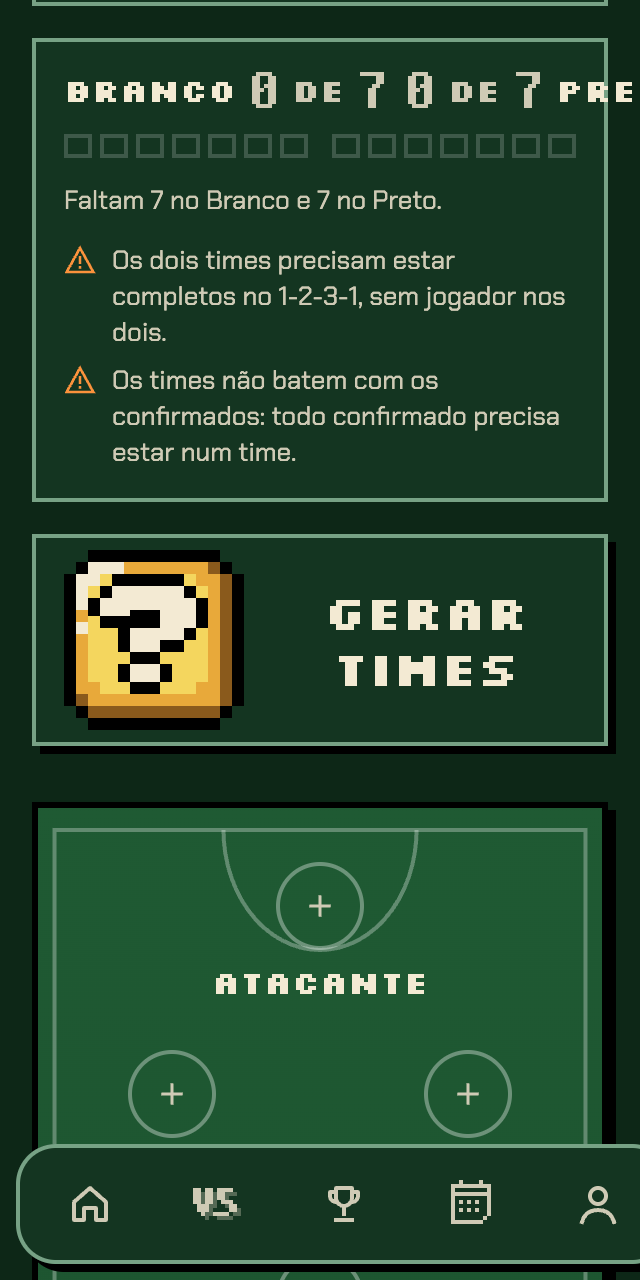 BRANCO 0 DE 7 0 DE 7 PRE
Faltam 7 no Branco e 7 no Preto.
Os dois times precisam estar
completos no 1-2-3-1, sem jogador nos
dois.
Os times não batem com os
confirmados: todo confirmado precisa
estar num time.
?
GERAR
TIMES
ATACANTE
VS